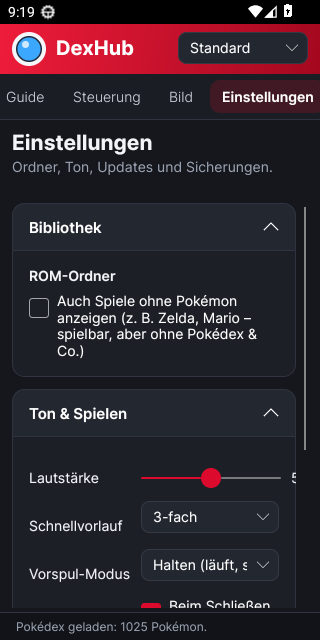 9:19
DexHub
Standard
Guide Steuerung Bild Einstellungen
Einstellungen
Ordner, Ton, Updates und Sicherungen.
Bibliothek
ROM-Ordner
Auch Spiele ohne Pokémon
anzeigen (z. B. Zelda, Mario –
spielbar, aber ohne Pokédex &
Co.)
Ton & Spielen
Lautstärke
Schnellvorlauf 3-fach
Vorspul-Modus Halten (läuft, s
Beim Schließen
Pokédex geladen: 1025 Pokémon.